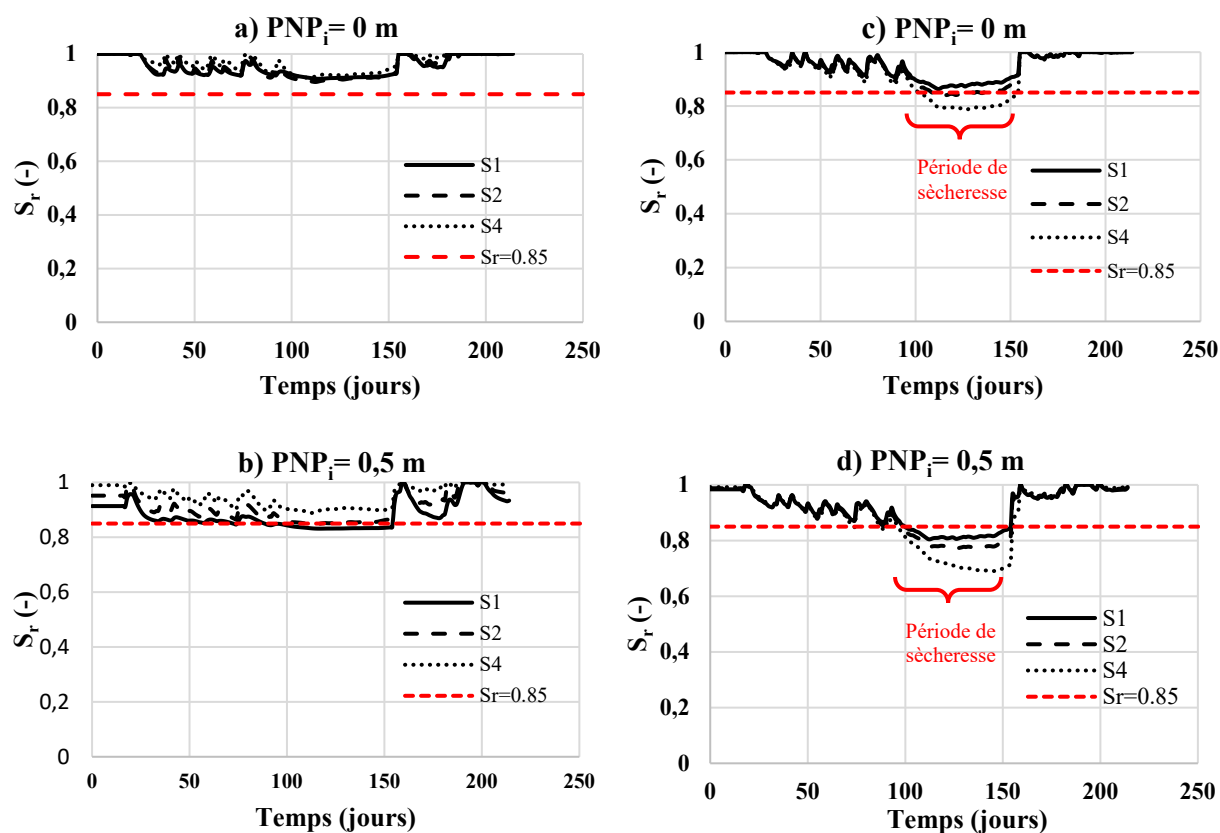 a) PNPi= 0 m
1
0,8
0,6
0,4
0,2
0
Sr (-)
S1
S2
S4
Sr=0.85
0 50 100 150 200 250
Temps (jours)
c) PNPi= 0 m
1
0,8
0,6
0,4
0,2
0
Sr (-)
Période de
sècheresse
S1
S2
S4
Sr=0.85
0 50 100 150 200 250
Temps (jours)
b) PNPi= 0,5 m
1
0,8
0,6
0,4
0,2
0
Sr (-)
S1
S2
S4
Sr=0.85
0 50 100 150 200 250
Temps (jours)
d) PNPi= 0,5 m
1
0,8
0,6
0,4
0,2
0
Sr (-)
Période de
sècheresse
S1
S2
S4
Sr=0.85
0 50 100 150 200 250
Temps (jours)